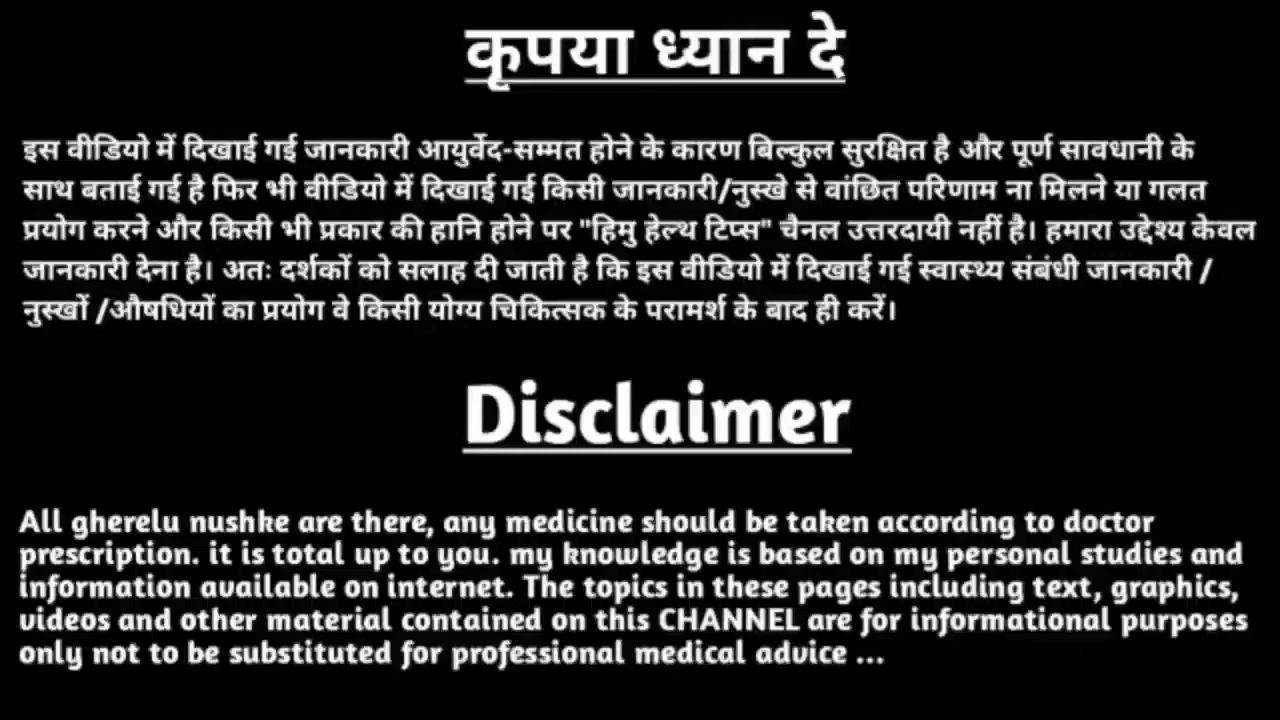 कृपया ध्यान दे
इस वीडियो में दिखाई गई जानकारी आयुर्वेद-सम्मत होने के कारण बिल्कुल सुरक्षित है और पूर्ण सावधानी के
साथ बताई गई है फिर भी वीडियो में दिखाई गई किसी जानकारी/नुस्खे से वांछित परिणाम ना मिलने या गलत
प्रयोग करने और किसी भी प्रकार की हानि होने पर "हिमु हेल्थ टिप्स" चैनल उत्तरदायी नहीं है। हमारा उद्देश्य केवल
जानकारी देना है। अतः दर्शकों को सलाह दी जाती है कि इस वीडियो में दिखाई गई स्वास्थ्य संबंधी जानकारी /
नुस्खों /औषधियों का प्रयोग वे किसी योग्य चिकित्सक के परामर्श के बाद ही करें।
Disclaimer
All gherelu nushke are there, any medicine should be taken according to doctor
prescription. it is total up to you. my knowledge is based on my personal studies and
information available on internet. The topics in these pages including text, graphics,
videos and other material contained on this CHANNEL are for informational purposes
only not to be substituted for professional medical advice ...